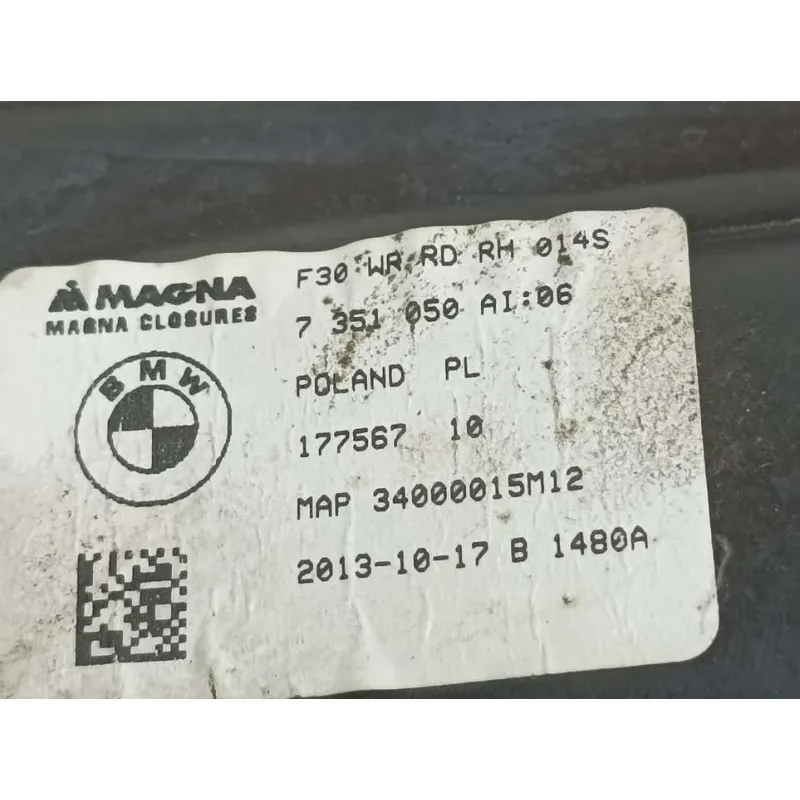 MAGNA
MAGNA CLOSURES
BMW
F30 WR RD RH 014S
7 351 050 AI:06
POLAND PL
177567 10
MAP 34000015M12
2013-10-17 B 1480A